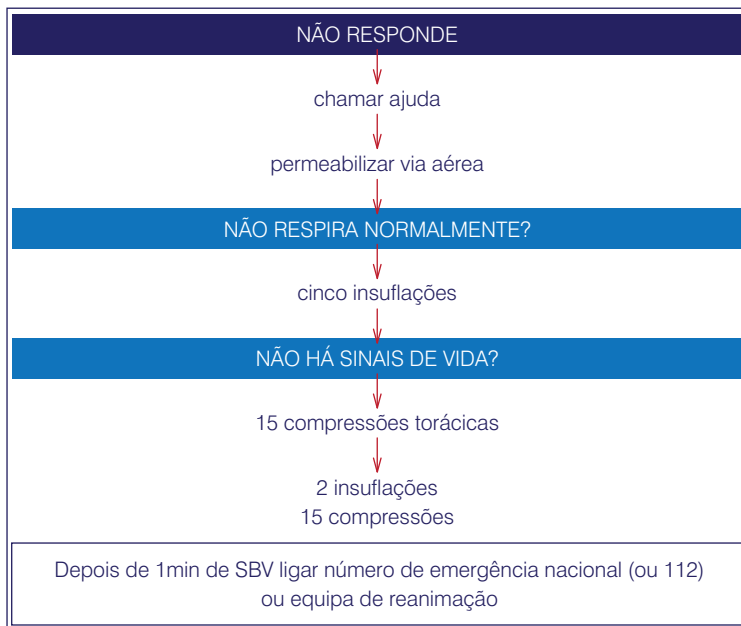 NÃO RESPONDE
chamar ajuda
permeabilizar via aérea
NÃO RESPIRA NORMALMENTE?
cinco insuflações
NÃO HÁ SINAIS DE VIDA?
15 compressões torácicas
2 insuflações
15 compressões
Depois de 1min de SBV ligar número de emergência nacional (ou 112)
ou equipa de reanimação